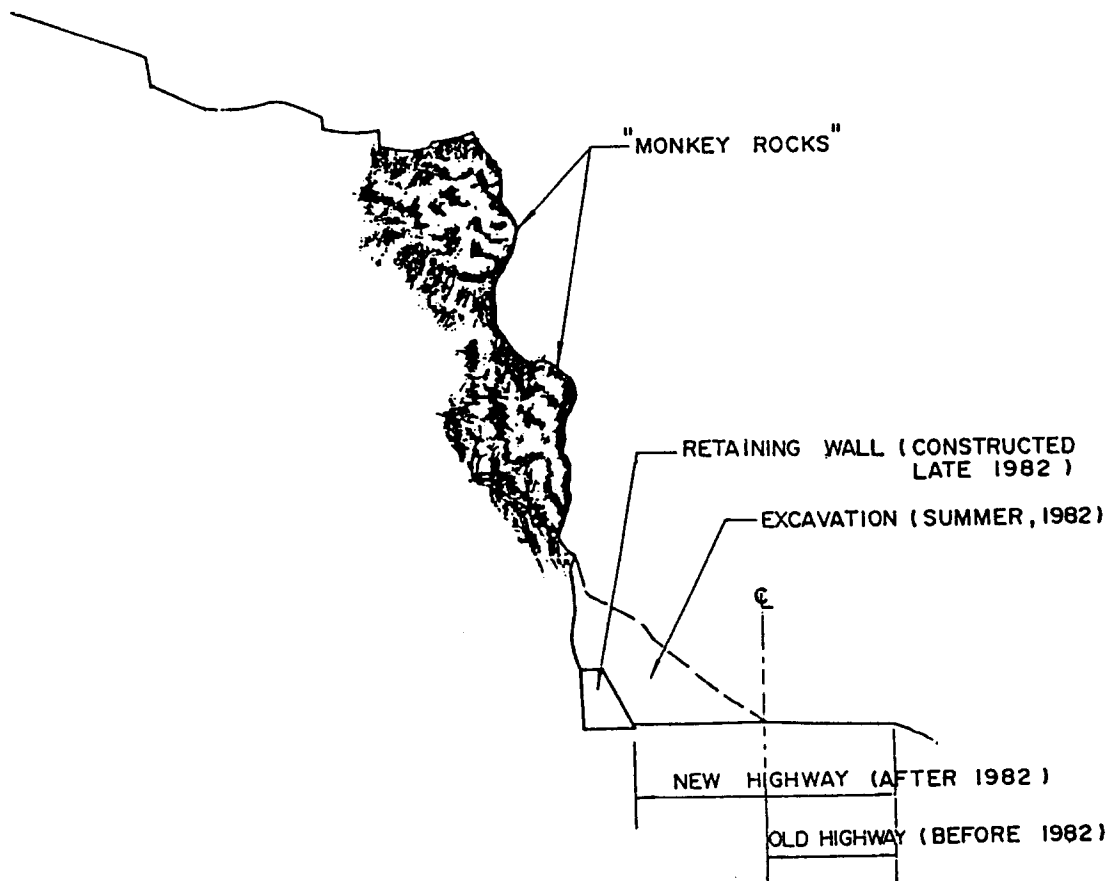 "MONKEY ROCKS"
RETAINING WALL (CONSTRUCTED
LATE 1982)
EXCAVATION (SUMMER, 1982)
℄
NEW HIGHWAY (AFTER 1982)
OLD HIGHWAY (BEFORE 1982)